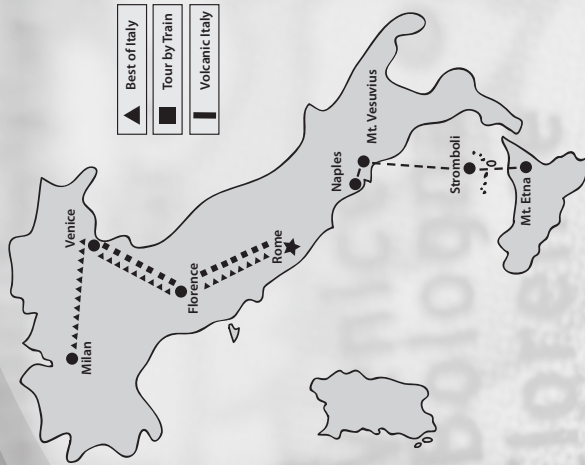 Best of Italy
Tour by Train
Volcanic Italy
Milan
Venice
Florence
Rome
Naples
Mt. Vesuvius
Stromboli
Mt. Etna